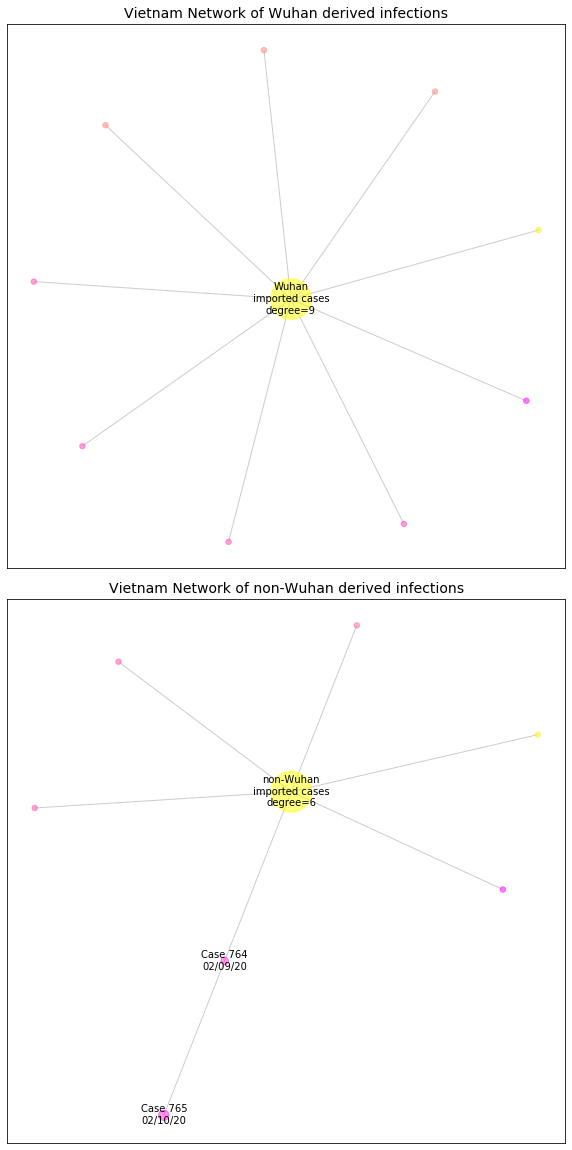 Vietnam Network of Wuhan derived infections
Wuhan
imported cases
degree=9
Vietnam Network of non-Wuhan derived infections
non-Wuhan
imported cases
degree=6
Case 764
02/09/20
Case 765
02/10/20